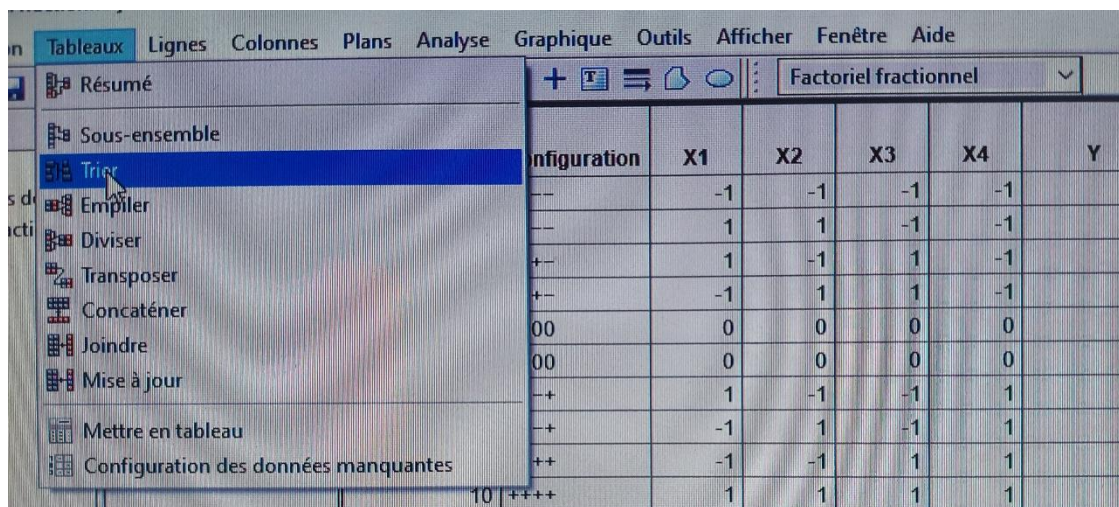 Tableaux Lignes Colonnes Plans Analyse Graphique Outils Afficher Fenêtre Aide
Résumé
Factoriel fractionnel
Sous-ensemble
Trier
Empiler
Diviser
Transposer
Concaténer
Joindre
Mise à jour
Mettre en tableau
Configuration des données manquantes
nfiguration X1 X2 X3 X4 Y
-- -1 -1 -1 -1
-- 1 1 -1 -1
+- 1 -1 1 -1
+- -1 1 1 -1
00 0 0 0 0
00 0 0 0 0
-+ 1 -1 -1 1
-+ -1 1 -1 1
++ -1 -1 1 1
10 ++++ 1 1 1 1